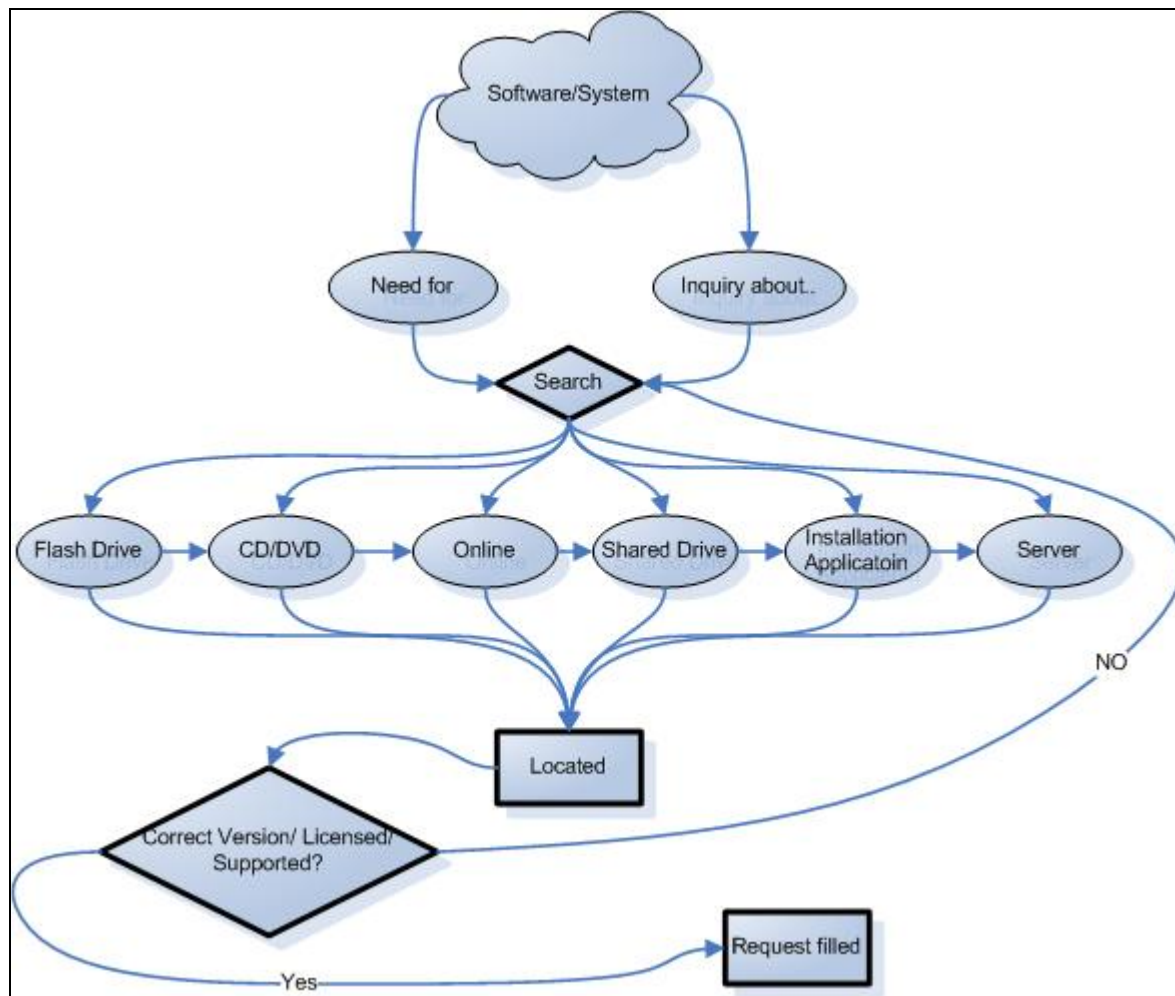 Software/System
Need for
Inquiry about..
Search
Flash Drive
CD/DVD
Online
Shared Drive
Installation
Applicatoin
Server
NO
Located
Correct Version/ Licensed/
Supported?
Request filled
Yes